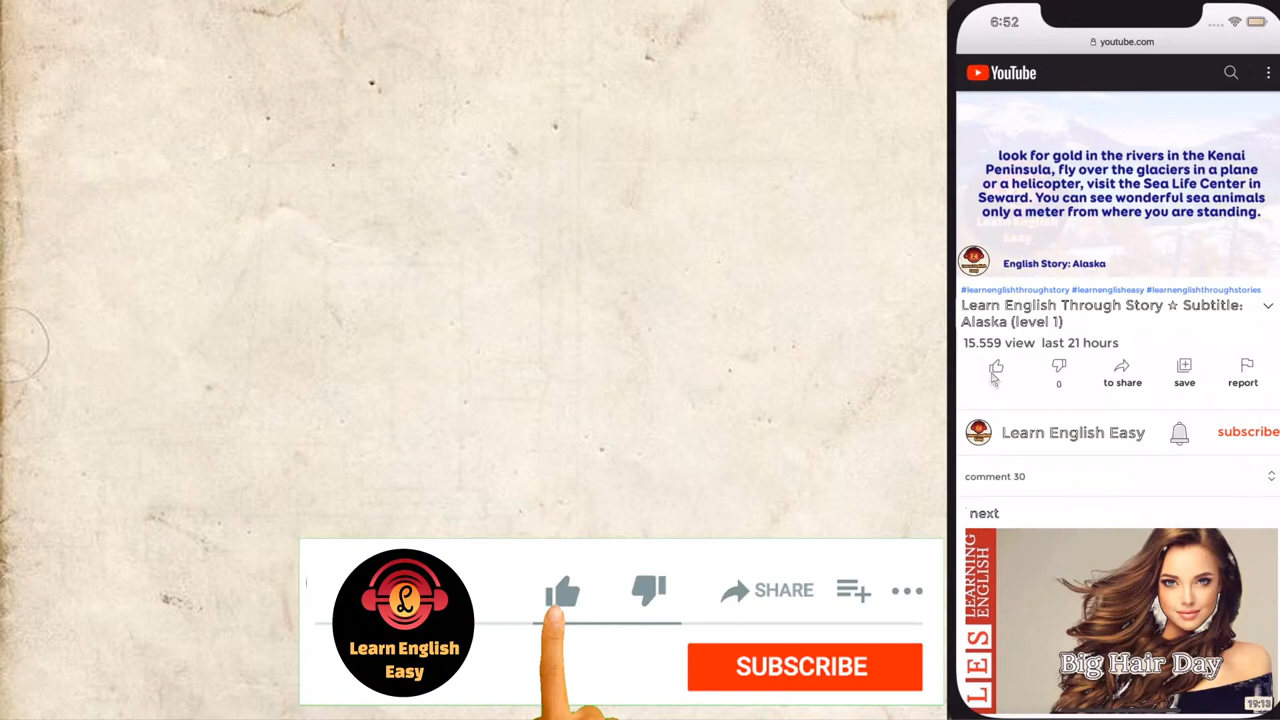 6:52
youtube.com
YouTube
look for gold in the rivers in the Kenai
Peninsula, fly over the glaciers in a plane
or a helicopter, visit the Sea Life Center in
Seward. You can see wonderful sea animals
only a meter from where you are standing.
English Story: Alaska
#learnenglishthroughstory #learnenglisheasy #learnenglishthroughstories
Learn English Through Story ☆ Subtitle:
Alaska (level 1)
15.559 view last 21 hours
0
to share
save
report
Learn English Easy
subscribe
comment 30
next
LES LEARNING ENGLISH
Big Hair Day
19:13
L
Learn English
Easy
SHARE
SUBSCRIBE